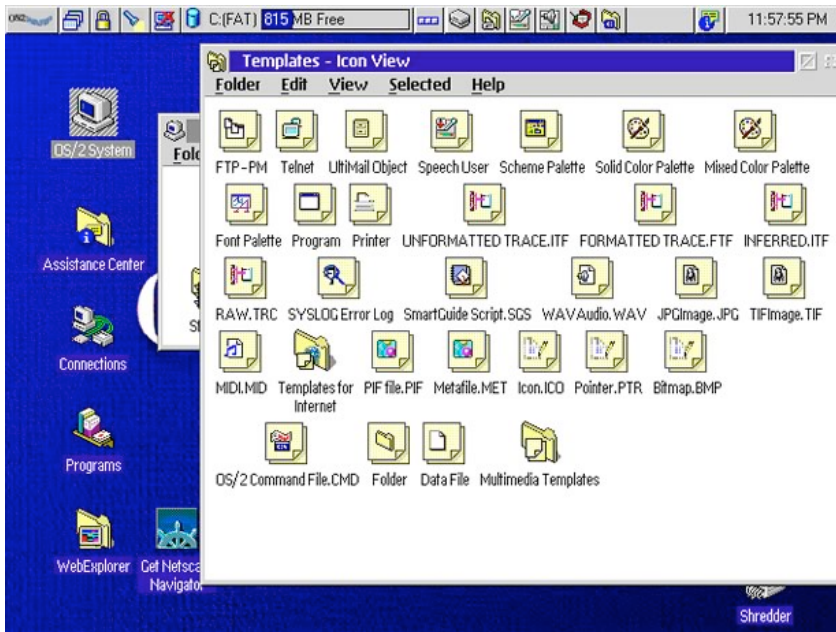 OS/2
C:(FAT) 815 MB Free
11:57:55 PM
Templates - Icon View
Folder Edit View Selected Help
FTP-PM Telnet UltiMail Object Speech User Scheme Palette Solid Color Palette Mixed Color Palette
Font Palette Program Printer UNFORMATTED TRACE.ITF FORMATTED TRACE.FTF INFERRED.ITF
RAW.TRC SYSLOG Error Log SmartGuide Script.SGS WAVAudio.WAV JPGImage.JPG TIFImage.TIF
MIDI.MID Templates for Internet PIF file.PIF Metafile.MET Icon.ICO Pointer.PTR Bitmap.BMP
OS/2 Command File.CMD Folder Data File Multimedia Templates
OS/2 System
Fold
St
Assistance Center
Connections
Programs
WebExplorer
Get Netsca
Navigato
Shredder